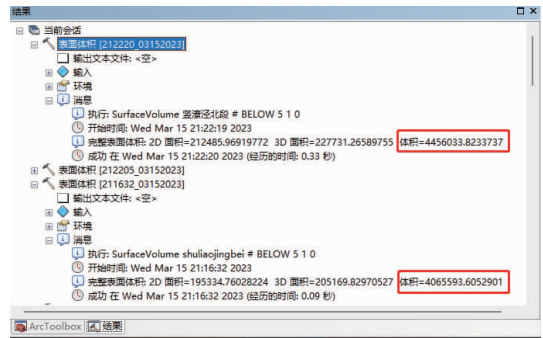 结果
当前会话
表面体积 [212220_03152023]
输出文本文件: <空>
输入
环境
消息
执行: SurfaceVolume 竖潦泾北段 # BELOW 5 1 0
开始时间: Wed Mar 15 21:22:19 2023
完整表面体积: 2D 面积=212485.96919772 3D 面积=227731.26589755 体积=4456033.8233737
成功 在 Wed Mar 15 21:22:20 2023 (经历的时间: 0.33 秒)
表面体积 [212205_03152023]
表面体积 [211632_03152023]
输出文本文件: <空>
输入
环境
消息
执行: SurfaceVolume shuliaojingbei # BELOW 5 1 0
开始时间: Wed Mar 15 21:16:32 2023
完整表面体积: 2D 面积=195334.76028224 3D 面积=205169.82970527 体积=4065593.6052901
成功 在 Wed Mar 15 21:16:32 2023 (经历的时间: 0.09 秒)
ArcToolbox 结果